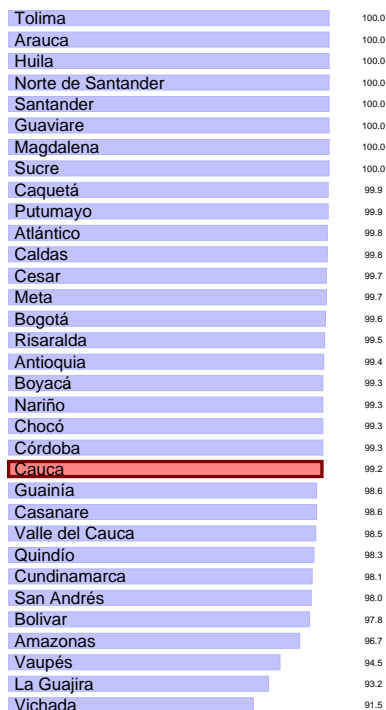 Tolima 100.0
Arauca 100.0
Huila 100.0
Norte de Santander 100.0
Santander 100.0
Guaviare 100.0
Magdalena 100.0
Sucre 100.0
Caquetá 99.9
Putumayo 99.9
Atlántico 99.8
Caldas 99.8
Cesar 99.7
Meta 99.7
Bogotá 99.6
Risaralda 99.5
Antioquia 99.4
Boyacá 99.3
Nariño 99.3
Chocó 99.3
Córdoba 99.3
Cauca 99.2
Guainía 98.6
Casanare 98.6
Valle del Cauca 98.5
Quindío 98.3
Cundinamarca 98.1
San Andrés 98.0
Bolivar 97.8
Amazonas 96.7
Vaupés 94.5
La Guajira 93.2
Vichada 91.5